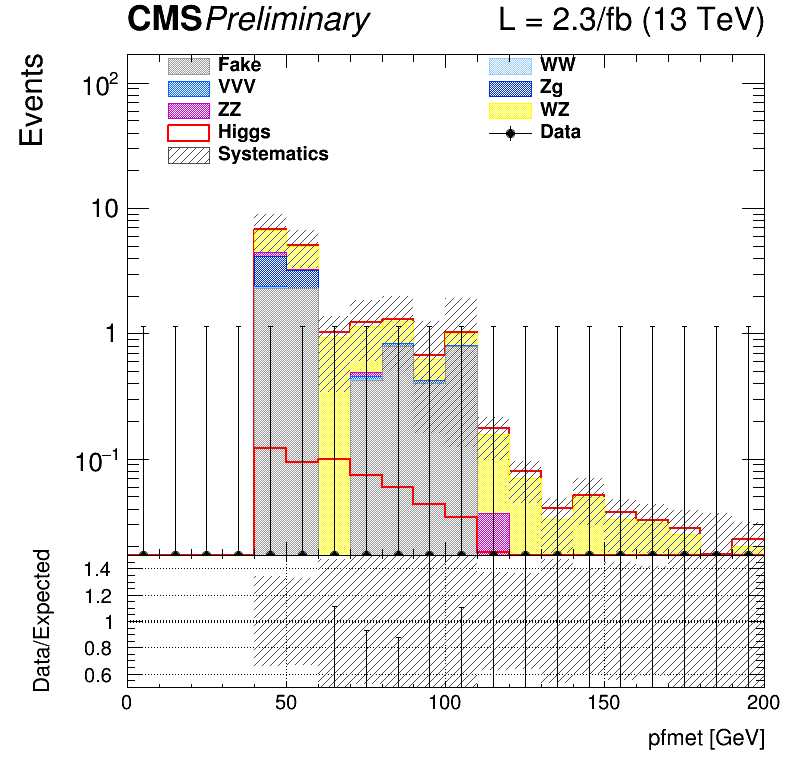 CMS Preliminary L = 2.3/fb (13 TeV)
Events
10²
10
1
10⁻¹
Fake WW
VVV Zg
ZZ WZ
Higgs Data
Systematics
Data/Expected
1.4
1.2
1
0.8
0.6
0 50 100 150 200
pfmet [GeV]